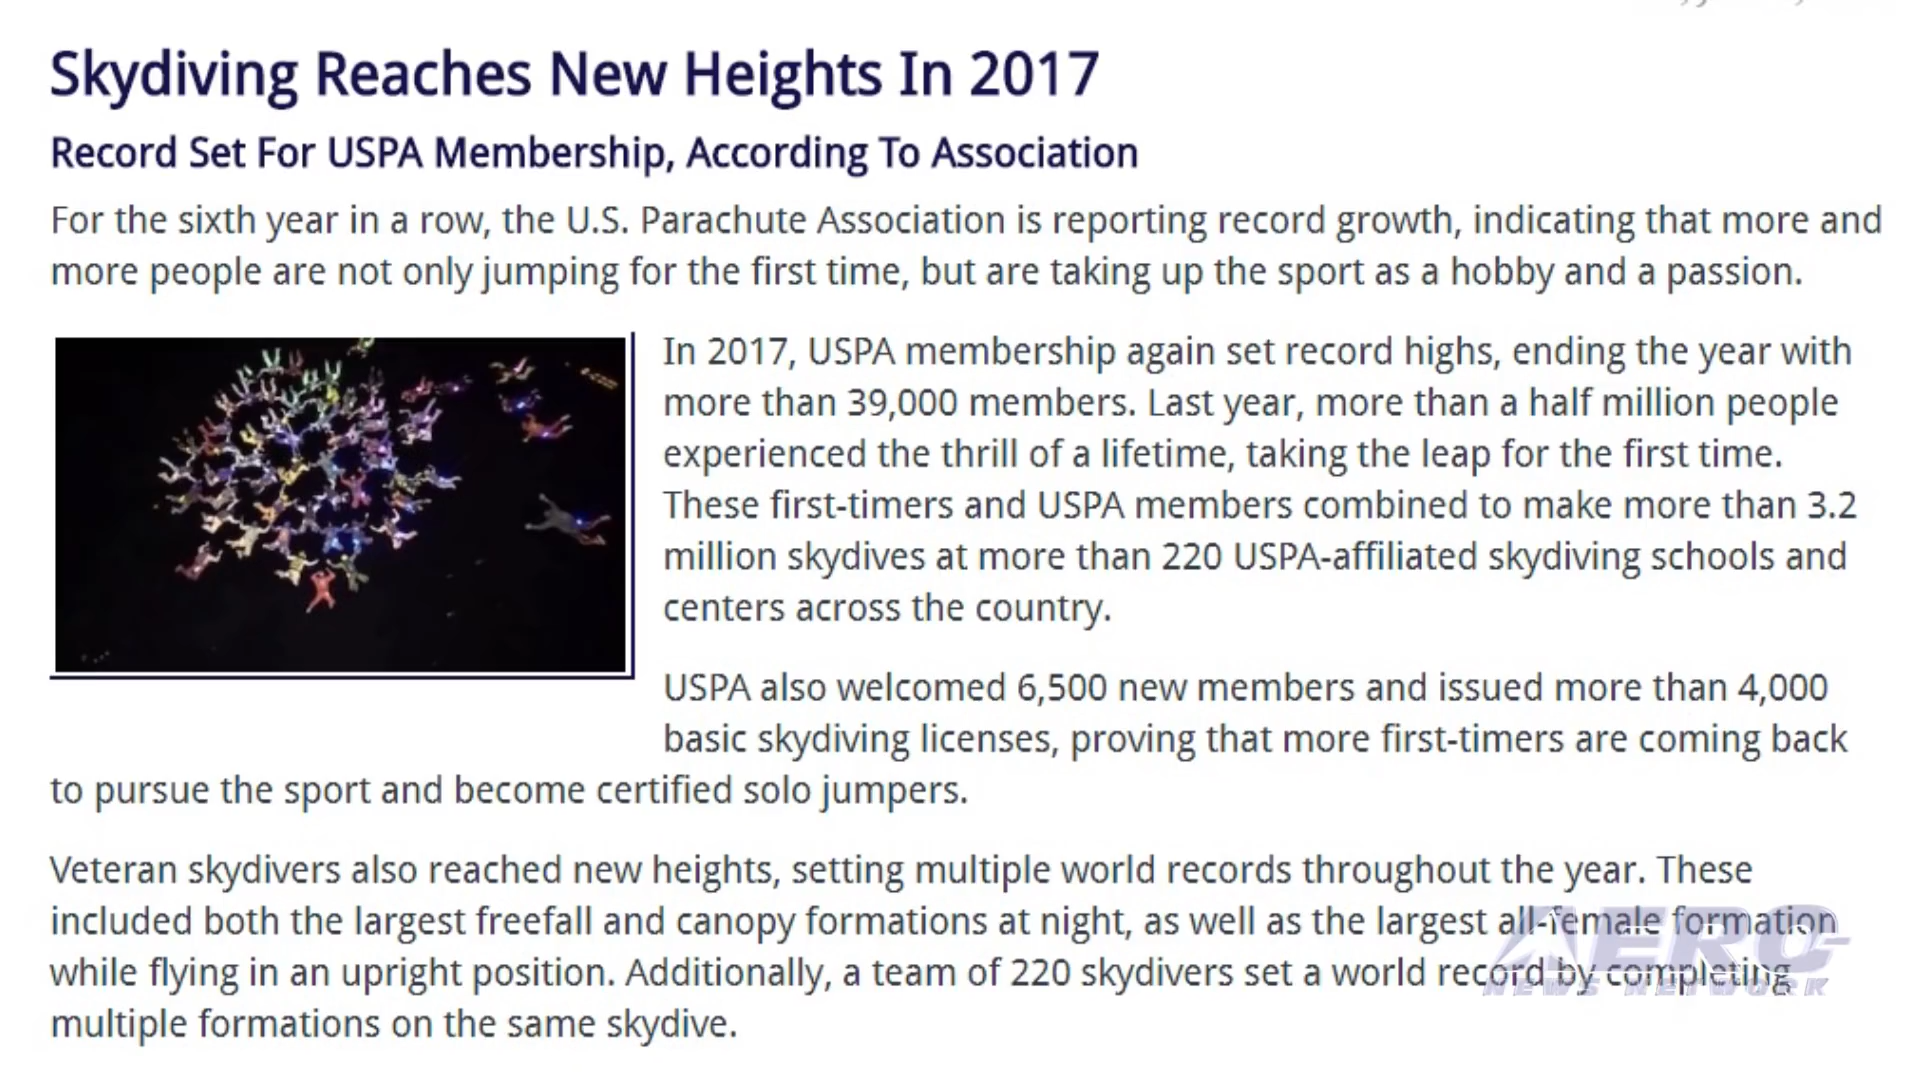 Skydiving Reaches New Heights In 2017
Record Set For USPA Membership, According To Association
For the sixth year in a row, the U.S. Parachute Association is reporting record growth, indicating that more and
more people are not only jumping for the first time, but are taking up the sport as a hobby and a passion.
In 2017, USPA membership again set record highs, ending the year with
more than 39,000 members. Last year, more than a half million people
experienced the thrill of a lifetime, taking the leap for the first time.
These first-timers and USPA members combined to make more than 3.2
million skydives at more than 220 USPA-affiliated skydiving schools and
centers across the country.
USPA also welcomed 6,500 new members and issued more than 4,000
basic skydiving licenses, proving that more first-timers are coming back
to pursue the sport and become certified solo jumpers.
Veteran skydivers also reached new heights, setting multiple world records throughout the year. These
included both the largest freefall and canopy formations at night, as well as the largest all-female formation
while flying in an upright position. Additionally, a team of 220 skydivers set a world record by completing
multiple formations on the same skydive.
AERO
NEWS NETWORK